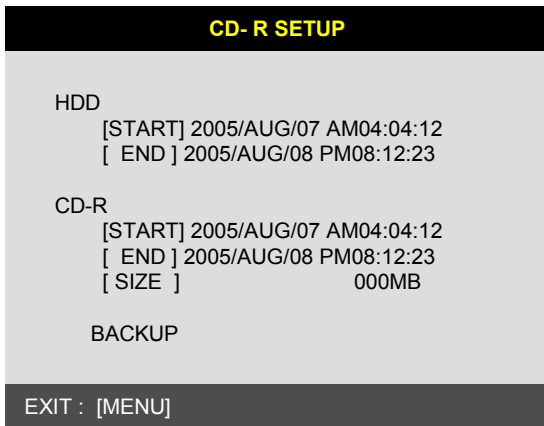 CD- R SETUP
HDD
[START] 2005/AUG/07 AM04:04:12
[  END ] 2005/AUG/08 PM08:12:23
CD-R
[START] 2005/AUG/07 AM04:04:12
[  END ] 2005/AUG/08 PM08:12:23
[ SIZE  ] 000MB
BACKUP
EXIT :  [MENU]